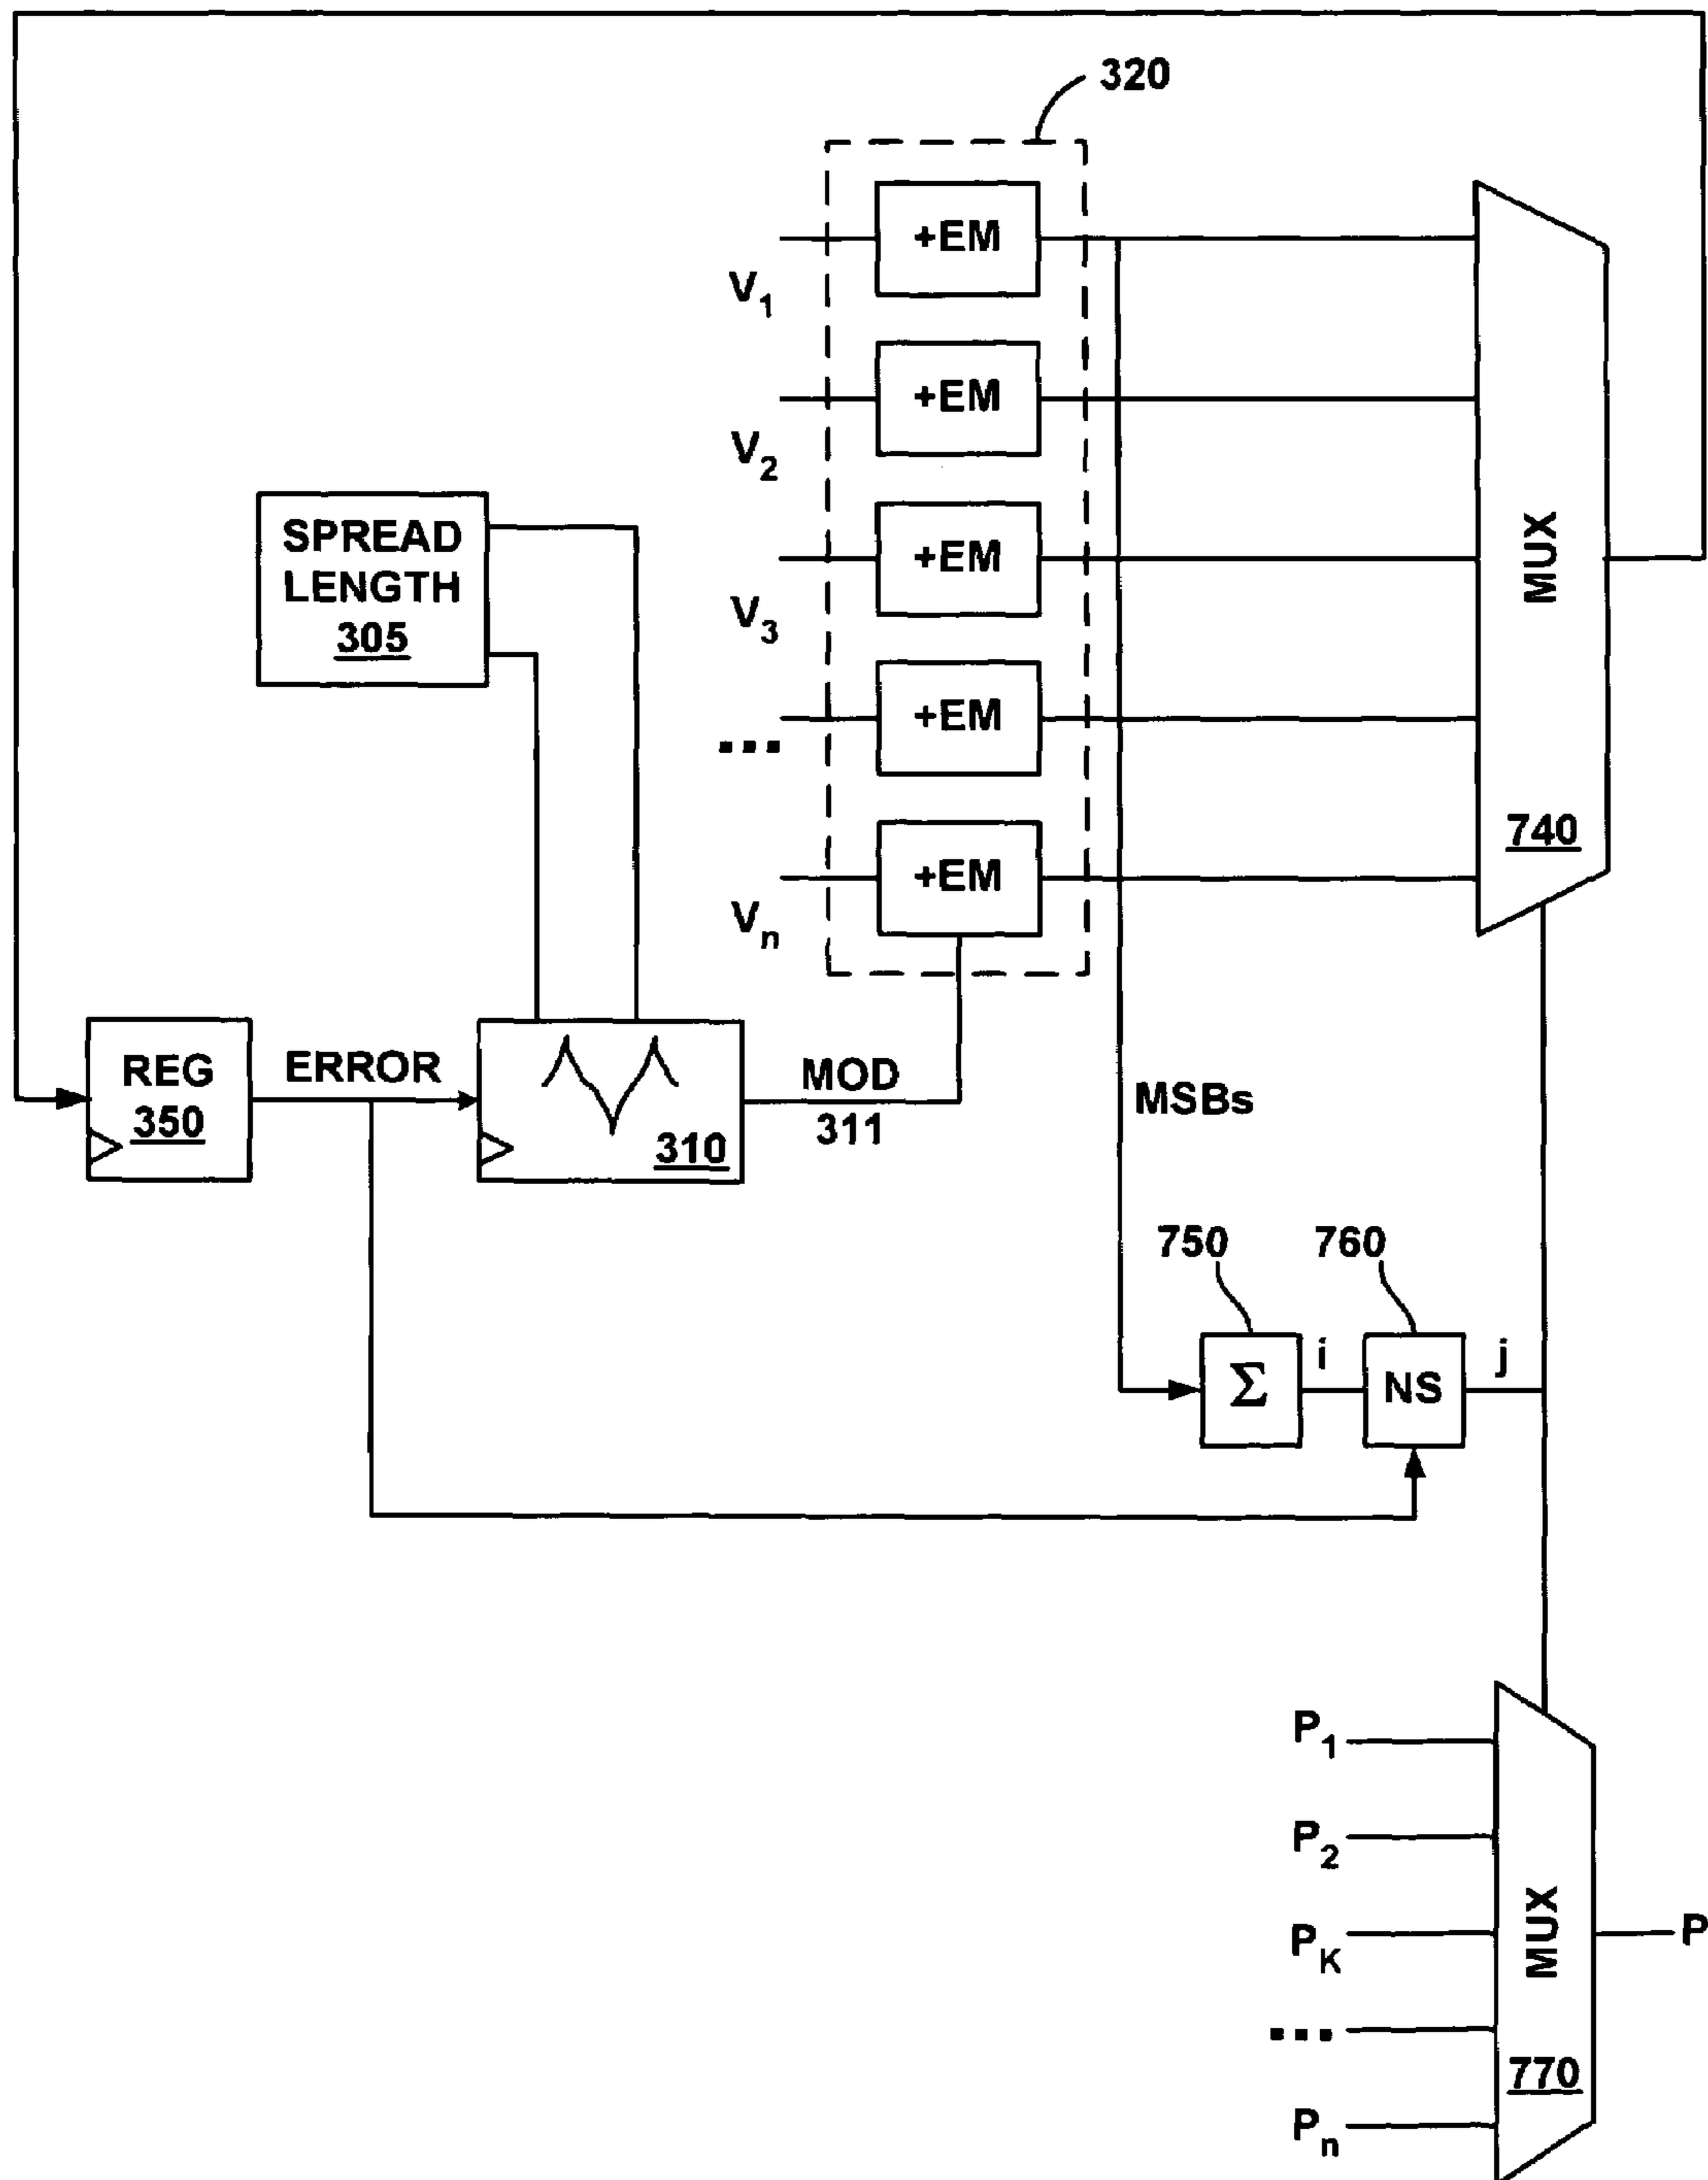 320
+EM
V1
+EM
V2
+EM
V3
+EM
...
+EM
Vn
MUX
740
SPREAD
LENGTH
305
REG
350
ERROR
310
MOD
311
MSBs
750
760
Σ
i
NS
j
P1
P2
PK
...
Pn
MUX
770
P